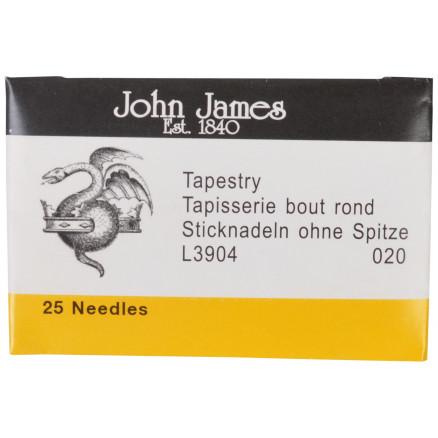 John James
Est. 1840
Tapestry
Tapisserie bout rond
Sticknadeln ohne Spitze
L3904 020
25 Needles